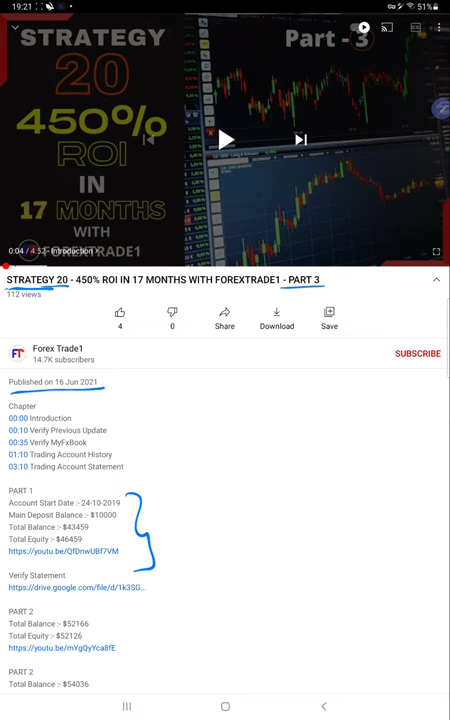 19:21
51%
STRATEGY
20
450%
ROI
IN
17 MONTHS
WITH
FOREXTRADE1
Part - 3
0:04 / 4:52 · Introduction >
STRATEGY 20 - 450% ROI IN 17 MONTHS WITH FOREXTRADE1 - PART 3
112 views
4
0
Share
Download
Save
Forex Trade1
14.7K subscribers
SUBSCRIBE
Published on 16 Jun 2021
Chapter
00:00 Introduction
00:10 Verify Previous Update
00:35 Verify MyFxBook
01:10 Trading Account History
03:10 Trading Account Statement
PART 1
Account Start Date :- 24-10-2019
Main Deposit Balance :- $10000
Total Balance :- $43459
Total Equity :- $46459
https://youtu.be/QfDnwUBf7VM
Verify Statement
https://drive.google.com/file/d/1k3SG...
PART 2
Total Balance :- $52166
Total Equity :- $52126
https://youtu.be/mYgQyYca8fE
PART 2
Total Balance :- $54036